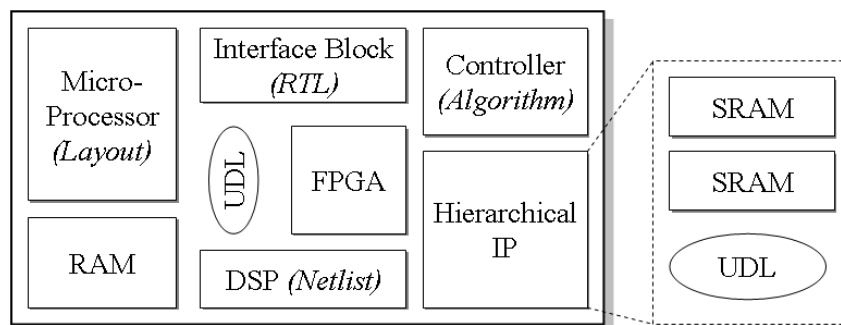 Micro-
Processor
(Layout)
Interface Block
(RTL)
Controller
(Algorithm)
UDL
FPGA
Hierarchical
IP
RAM
DSP (Netlist)
SRAM
SRAM
UDL